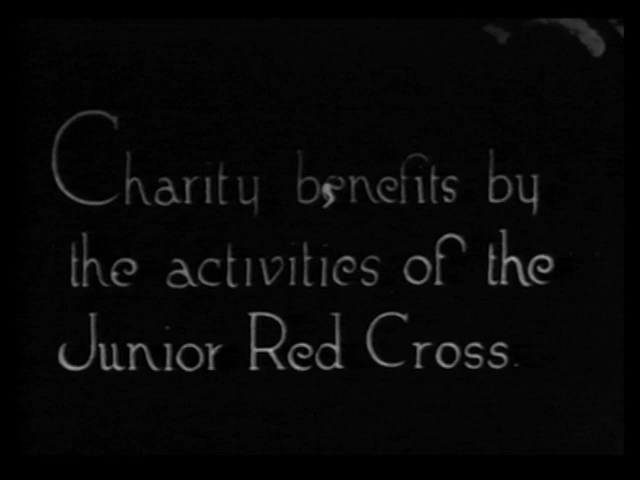 Charity benefits by
the activities of the
Junior Red Cross.